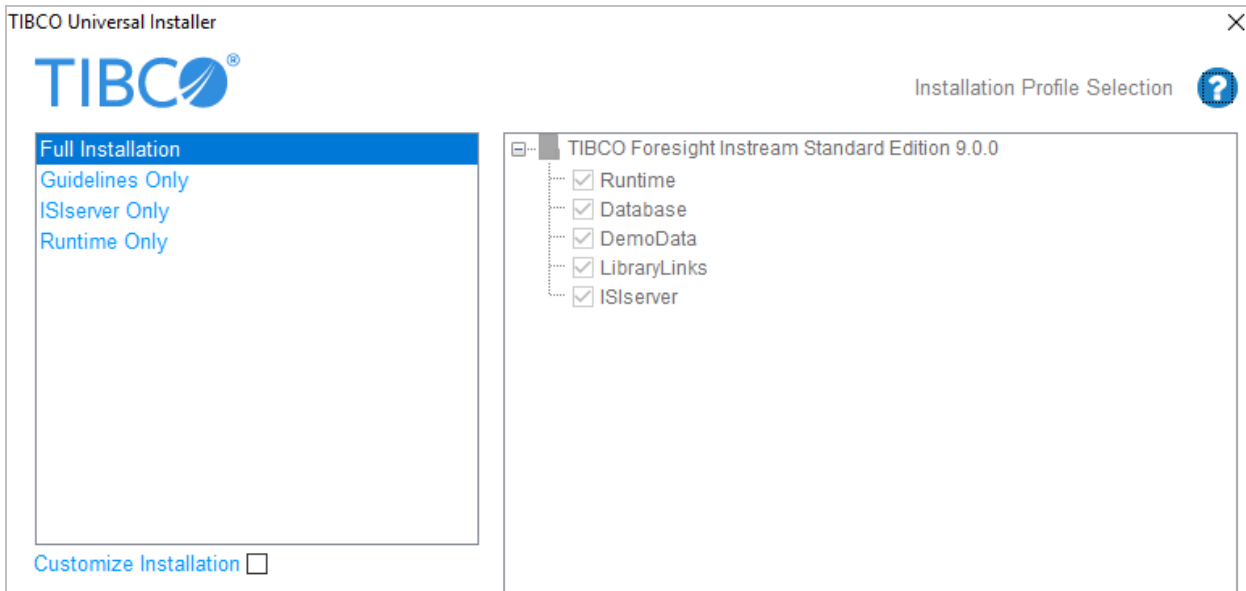 TIBCO Universal Installer
TIBCO®
Installation Profile Selection
?
Full Installation
Guidelines Only
ISIserver Only
Runtime Only
TIBCO Foresight Instream Standard Edition 9.0.0
Runtime
Database
DemoData
LibraryLinks
ISIserver
Customize Installation